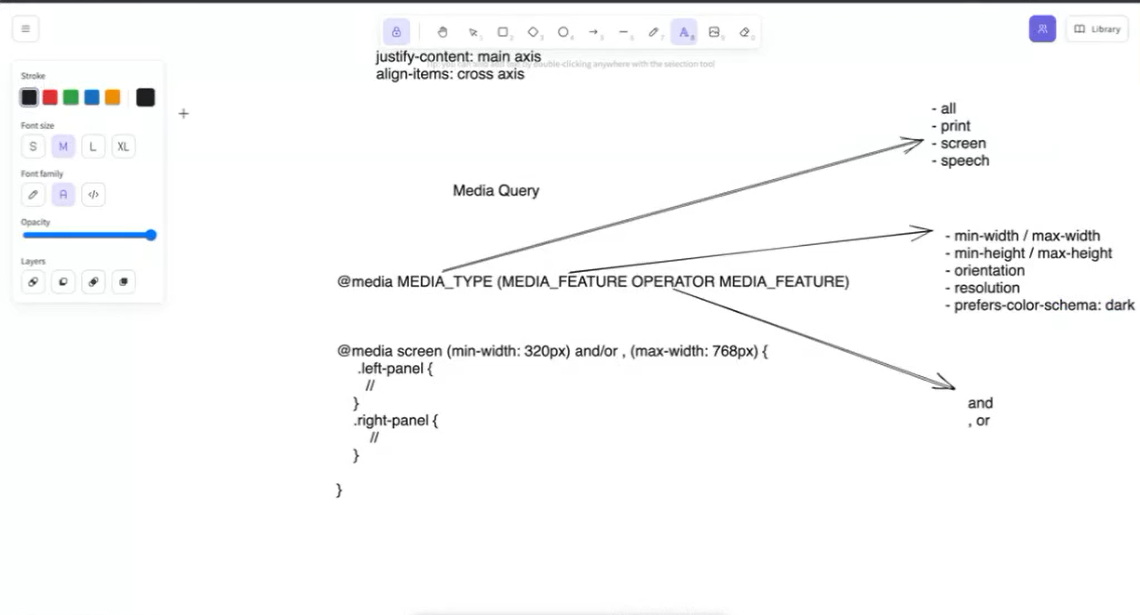 Library
justify-content: main axis
Tip: you can also add text by double-clicking anywhere with the selection tool
align-items: cross axis
Stroke
Font size
S M L XL
Font family
Opacity
Layers
- all
- print
- screen
- speech
Media Query
- min-width / max-width
- min-height / max-height
- orientation
- resolution
- prefers-color-schema: dark
@media MEDIA_TYPE (MEDIA_FEATURE OPERATOR MEDIA_FEATURE)
@media screen (min-width: 320px) and/or , (max-width: 768px) {
.left-panel {
//
}
.right-panel {
//
}
}
and
, or